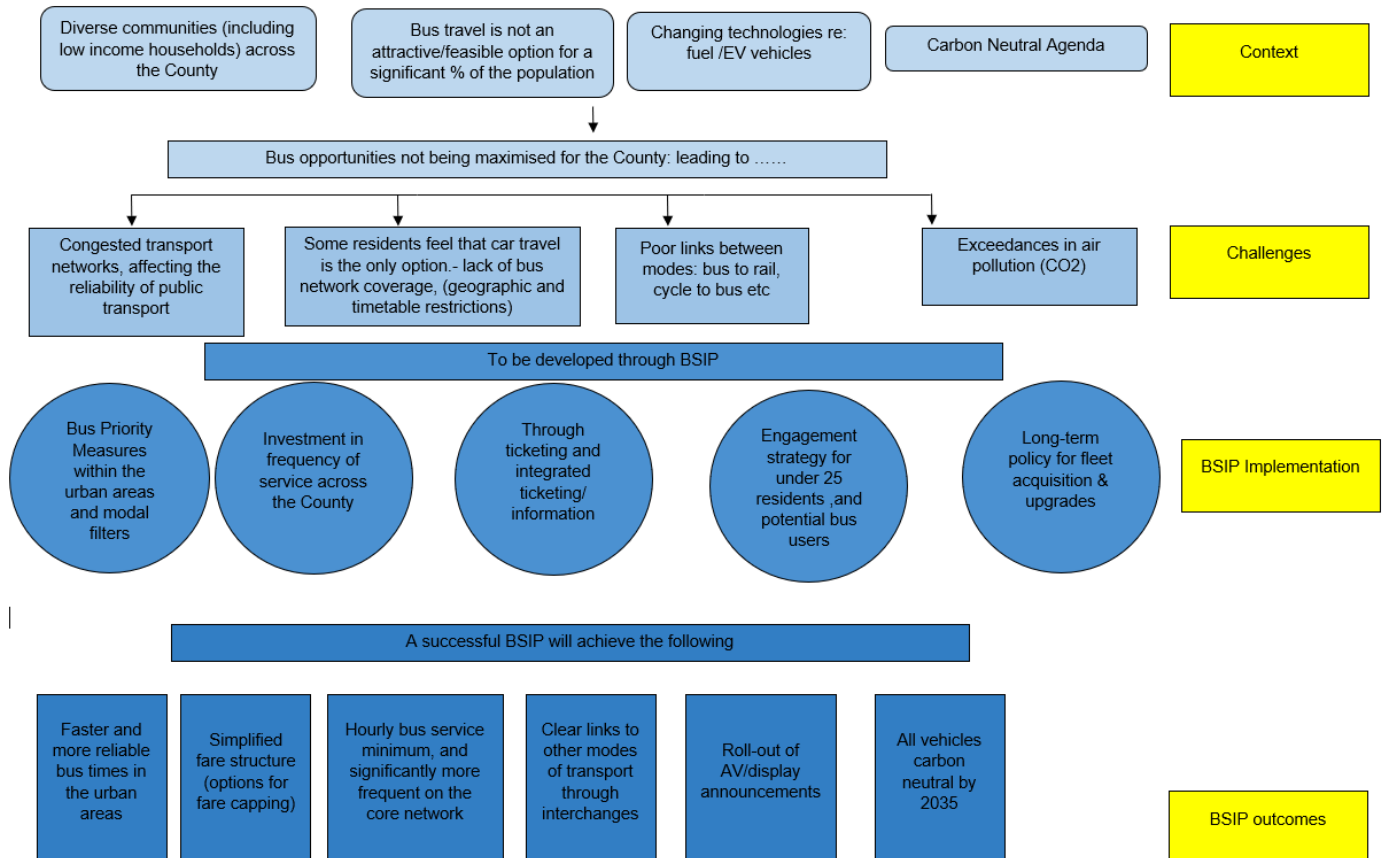 Diverse communities (including
low income households) across
the County
Bus travel is not an
attractive/feasible option for a
significant % of the population
Changing technologies re:
fuel /EV vehicles
Carbon Neutral Agenda
Context
Bus opportunities not being maximised for the County: leading to ......
Congested transport
networks, affecting the
reliability of public
transport
Some residents feel that car travel
is the only option.- lack of bus
network coverage, (geographic and
timetable restrictions)
Poor links between
modes: bus to rail,
cycle to bus etc
Exceedances in air
pollution (CO2)
Challenges
To be developed through BSIP
Bus Priority
Measures
within the
urban areas
and modal
filters
Investment in
frequency of
service across
the County
Through
ticketing and
integrated
ticketing/
information
Engagement
strategy for
under 25
residents ,and
potential bus
users
Long-term
policy for fleet
acquisition &
upgrades
BSIP Implementation
A successful BSIP will achieve the following
Faster and
more reliable
bus times in
the urban
areas
Simplified
fare structure
(options for
fare capping)
Hourly bus service
minimum, and
significantly more
frequent on the
core network
Clear links to
other modes
of transport
through
interchanges
Roll-out of
AV/display
announcements
All vehicles
carbon
neutral by
2035
BSIP outcomes